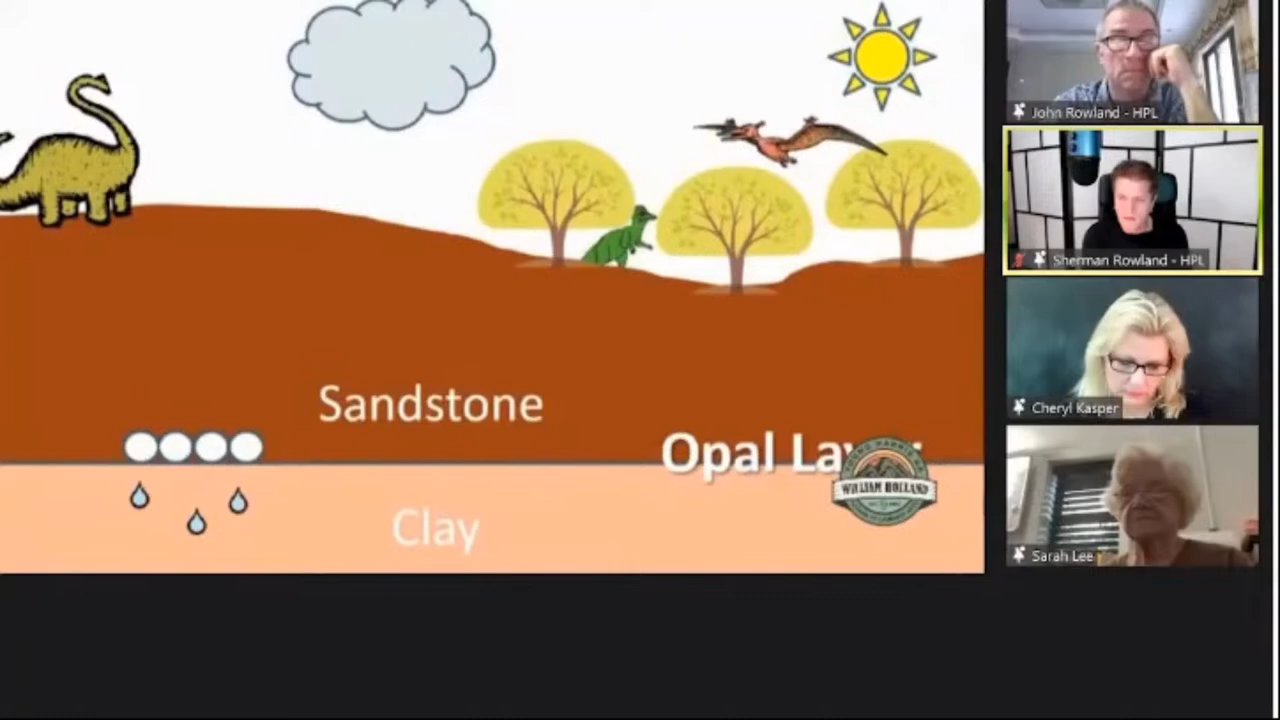 John Rowland - HPL
Sherman Rowland - HPL
Sandstone
Opal La
WILLIAM HOLLAND
Clay
Cheryl Kasper
Sarah Lee